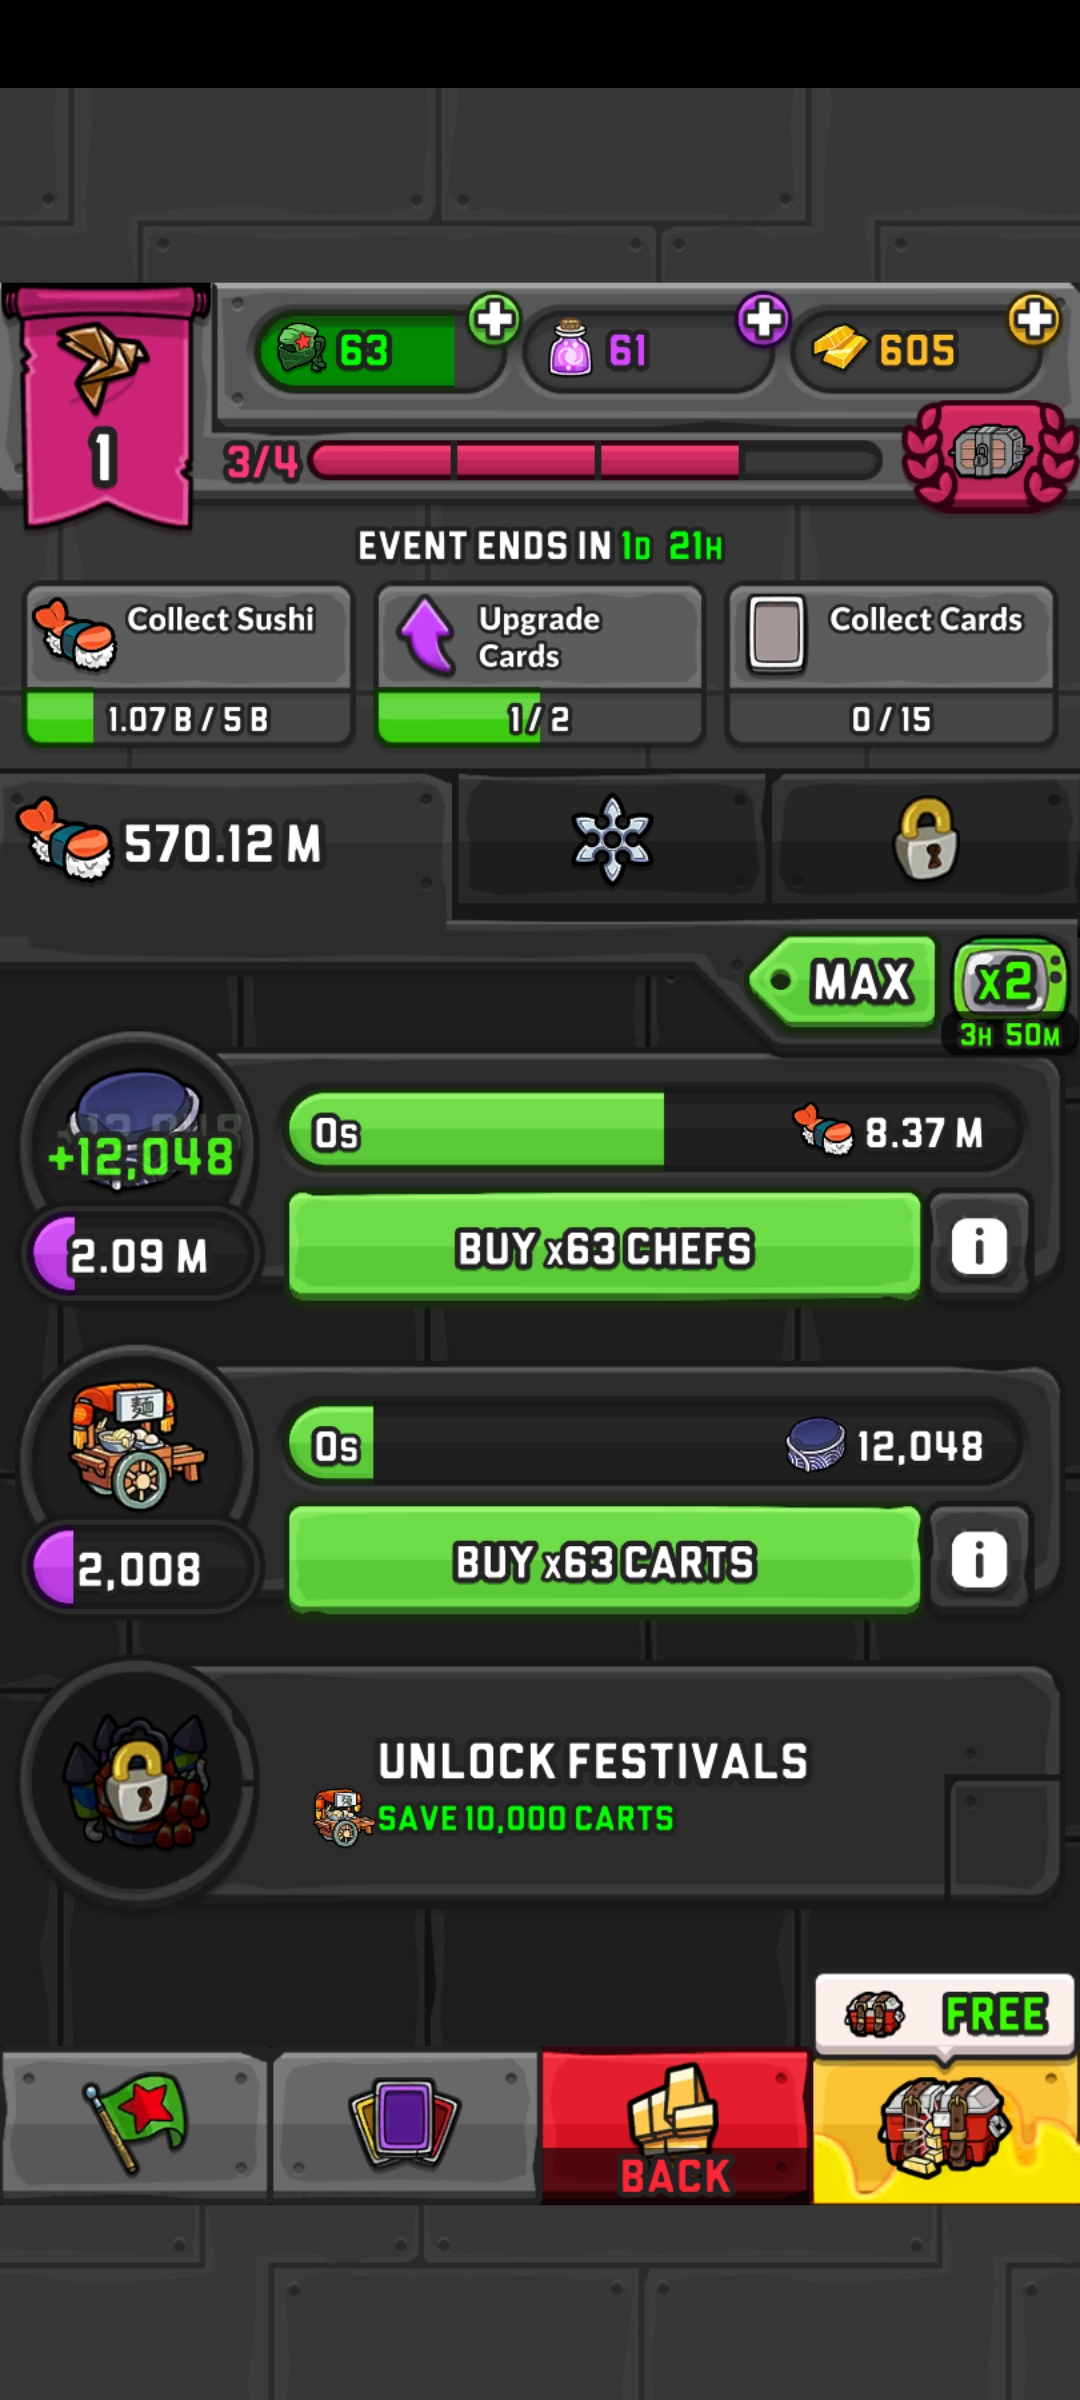 63
61
605
1
3/4
EVENT ENDS IN 1D 21H
Collect Sushi
Upgrade
Cards
Collect Cards
1.07 B / 5 B
1 / 2
0 / 15
570.12 M
MAX
x2
3H 50M
+12,048
0s
8.37 M
2.09 M
BUY x63 CHEFS
i
麺
0s
12,048
2,008
BUY x63 CARTS
i
UNLOCK FESTIVALS
SAVE 10,000 CARTS
FREE
BACK